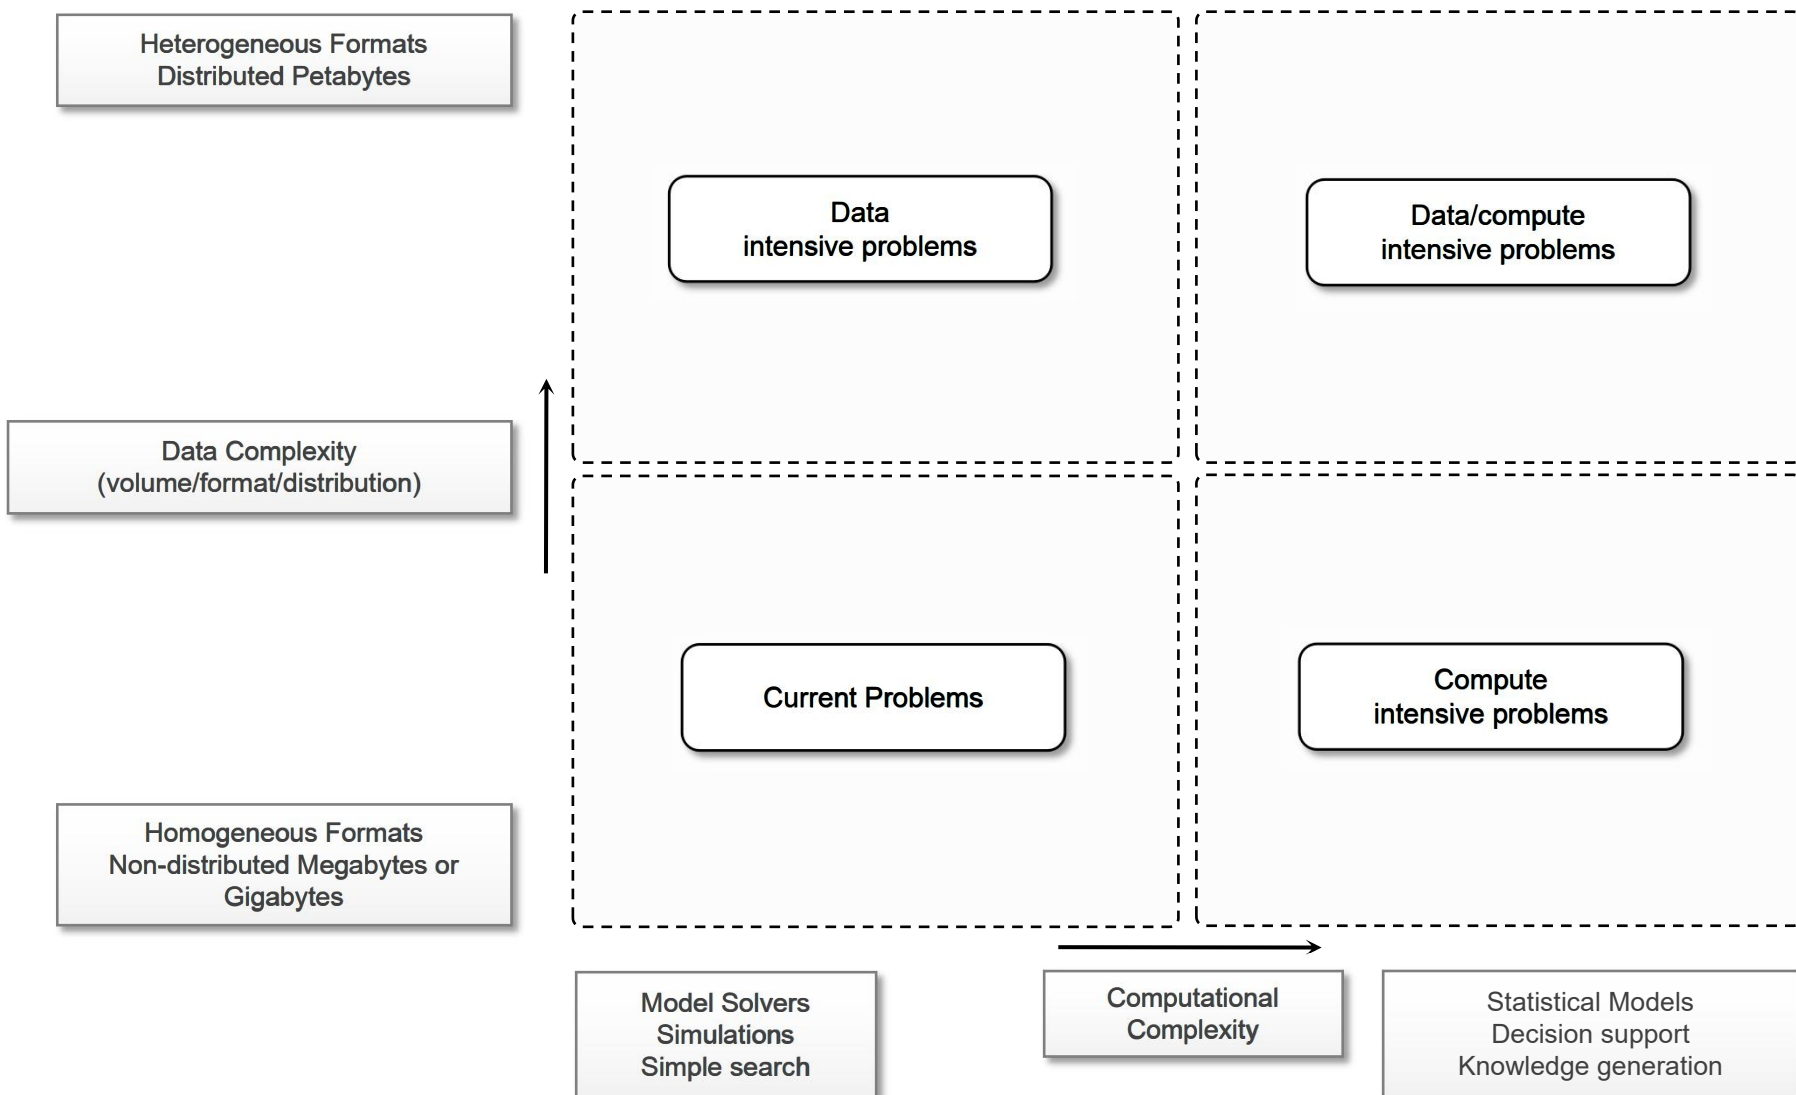 Heterogeneous Formats
Distributed Petabytes
Data
intensive problems
Data/compute
intensive problems
Data Complexity
(volume/format/distribution)
Current Problems
Compute
intensive problems
Homogeneous Formats
Non-distributed Megabytes or
Gigabytes
Model Solvers
Simulations
Simple search
Computational
Complexity
Statistical Models
Decision support
Knowledge generation